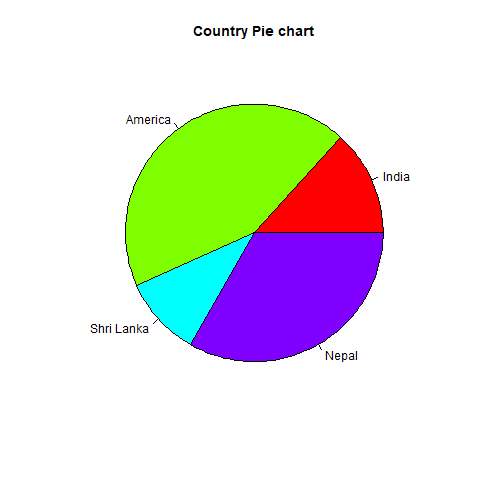 Country Pie chart
America
India
Shri Lanka
Nepal